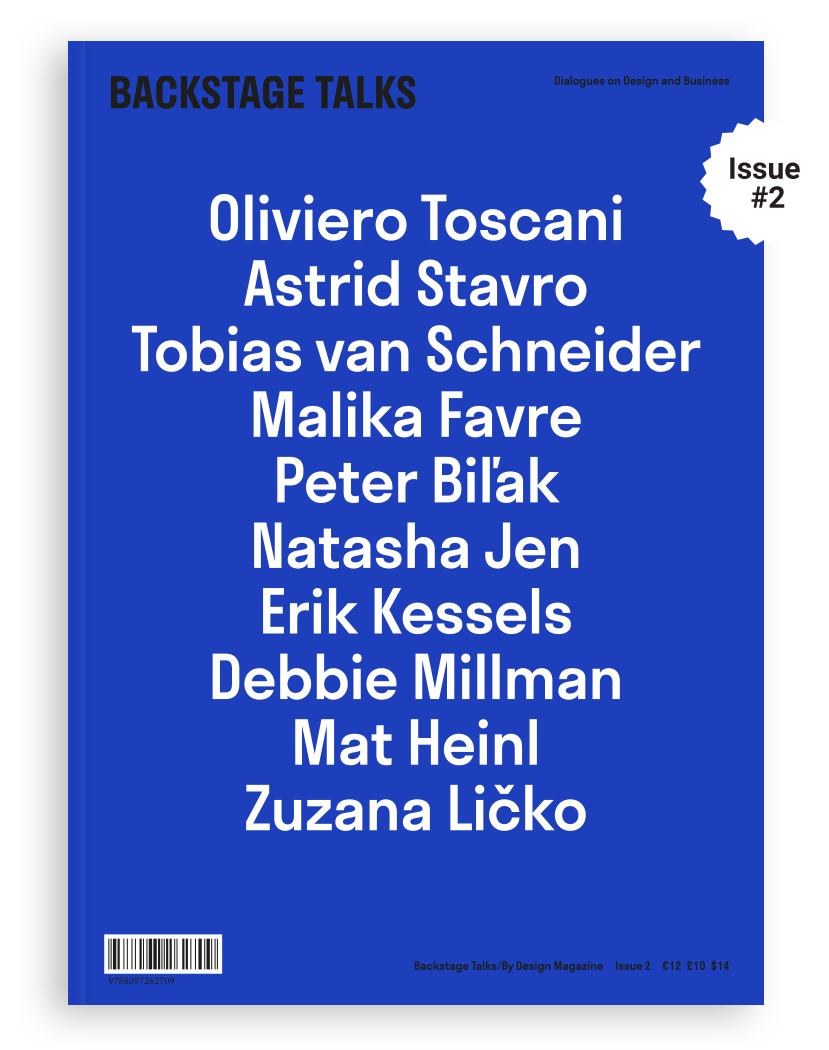 BACKSTAGE TALKS
Dialogues on Design and Business
Issue
#2
Oliviero Toscani
Astrid Stavro
Tobias van Schneider
Malika Favre
Peter Biľak
Natasha Jen
Erik Kessels
Debbie Millman
Mat Heinl
Zuzana Ličko
9788097262709
Backstage Talks/By Design Magazine Issue 2 €12 £10 $14